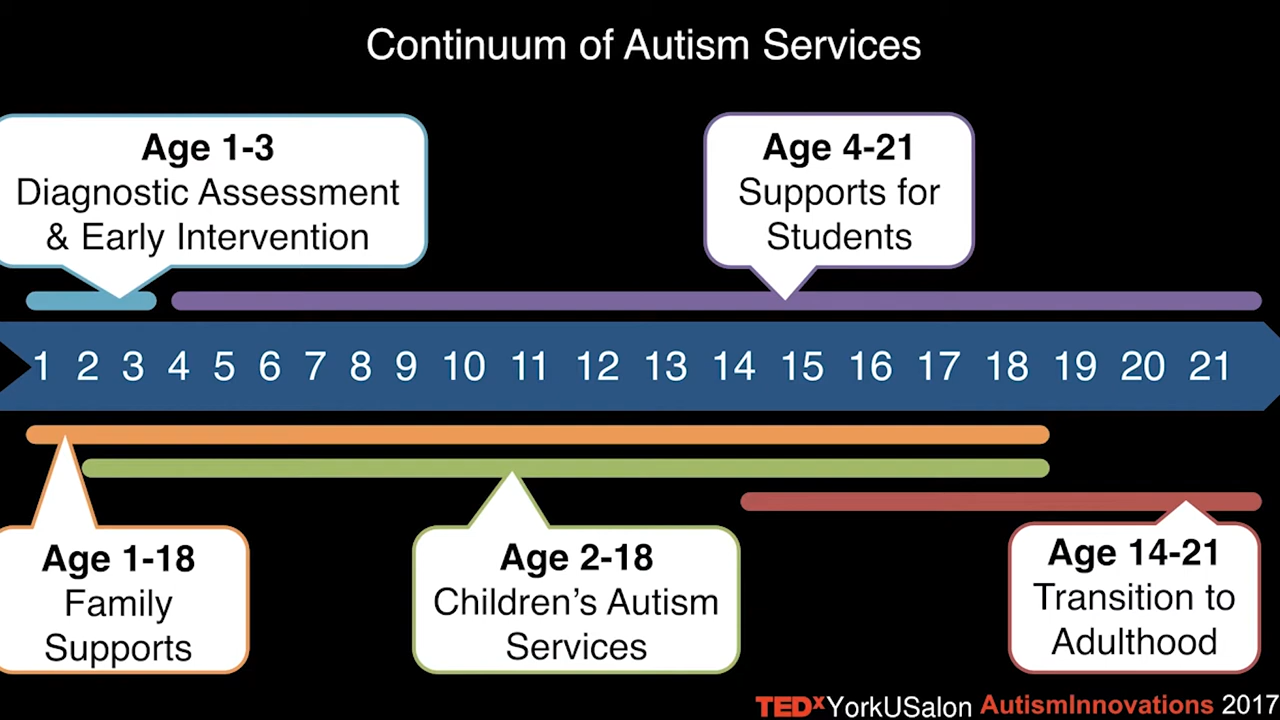 Continuum of Autism Services
Age 1-3
Diagnostic Assessment
& Early Intervention
Age 4-21
Supports for
Students
1 2 3 4 5 6 7 8 9 10 11 12 13 14 15 16 17 18 19 20 21
Age 1-18
Family
Supports
Age 2-18
Children’s Autism
Services
Age 14-21
Transition to
Adulthood
TEDxYorkUSalon AutismInnovations 2017